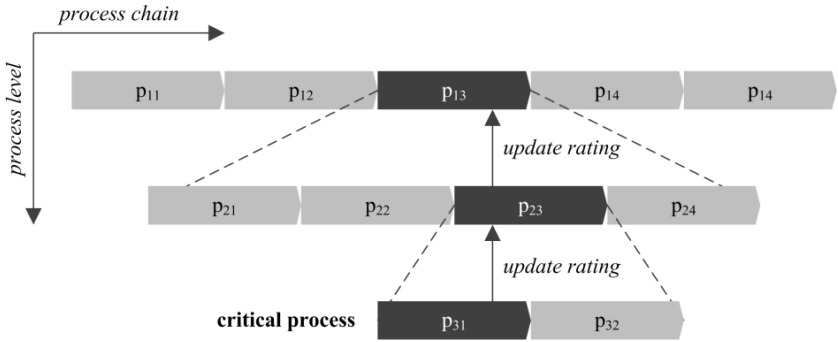 process chain
process level
p11 p12 p13 p14 p14
update rating
p21 p22 p23 p24
update rating
critical process p31 p32